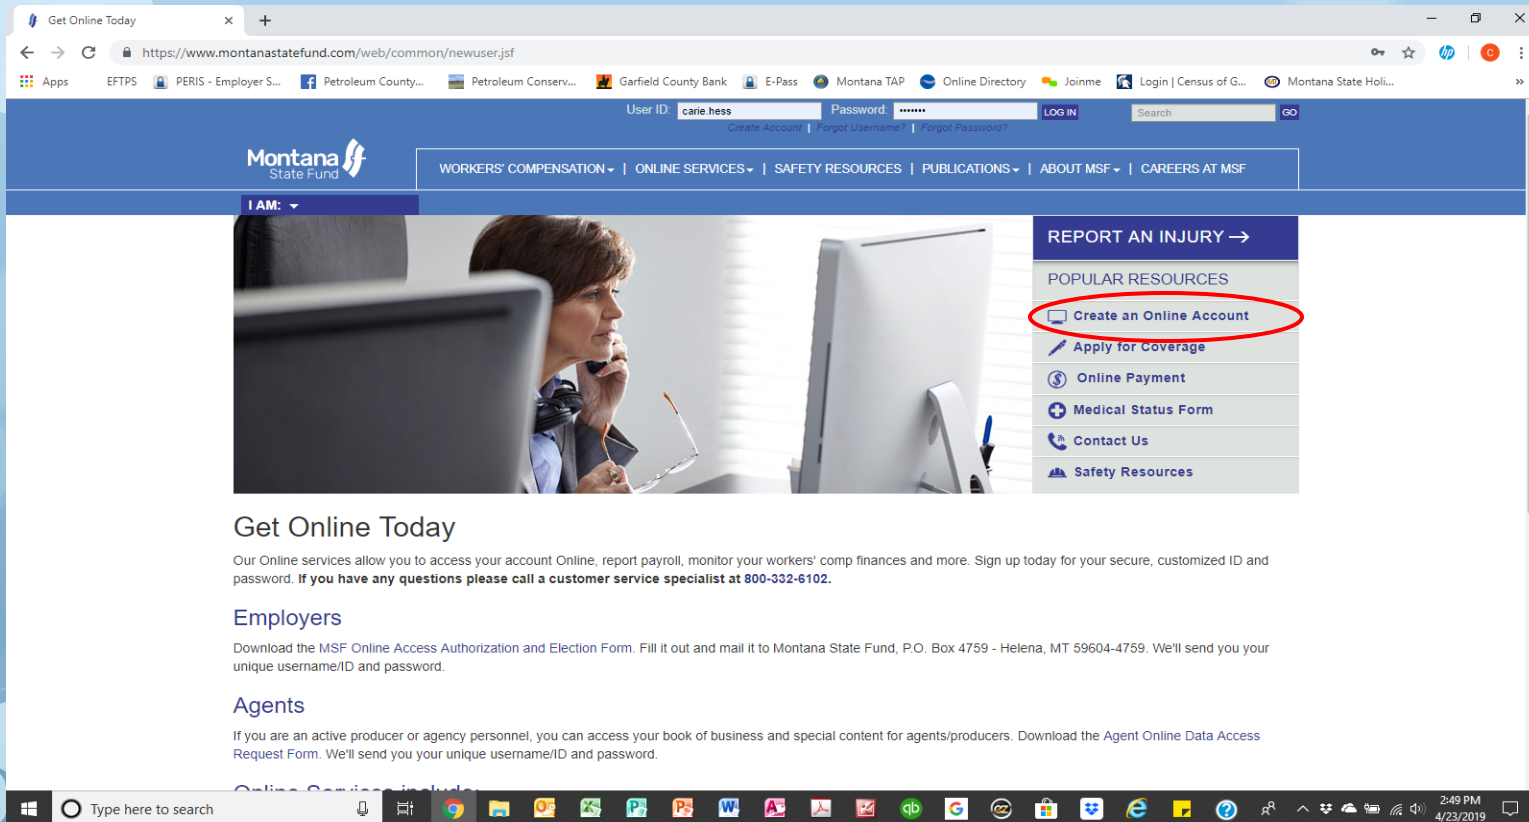 Get Online Today
https://www.montanastatefund.com/web/common/newuser.jsf
C
Apps EFTPS PERIS - Employer S... Petroleum County... Petroleum Conserv... Garfield County Bank E-Pass Montana TAP Online Directory Joinme Login | Census of G... Montana State Holi... »
User ID: carie.hess Password: ••••••• LOG IN Search GO
Create Account | Forgot Username? | Forgot Password?
Montana
State Fund
WORKERS' COMPENSATION | ONLINE SERVICES | SAFETY RESOURCES | PUBLICATIONS | ABOUT MSF | CAREERS AT MSF
I AM:
REPORT AN INJURY →
POPULAR RESOURCES
Create an Online Account
Apply for Coverage
Online Payment
Medical Status Form
Contact Us
Safety Resources
Get Online Today
Our Online services allow you to access your account Online, report payroll, monitor your workers' comp finances and more. Sign up today for your secure, customized ID and
password. If you have any questions please call a customer service specialist at 800-332-6102.
Employers
Download the MSF Online Access Authorization and Election Form. Fill it out and mail it to Montana State Fund, P.O. Box 4759 - Helena, MT 59604-4759. We'll send you your
unique username/ID and password.
Agents
If you are an active producer or agency personnel, you can access your book of business and special content for agents/producers. Download the Agent Online Data Access
Request Form. We'll send you your unique username/ID and password.
Online Services include:
Type here to search
2:49 PM
4/23/2019